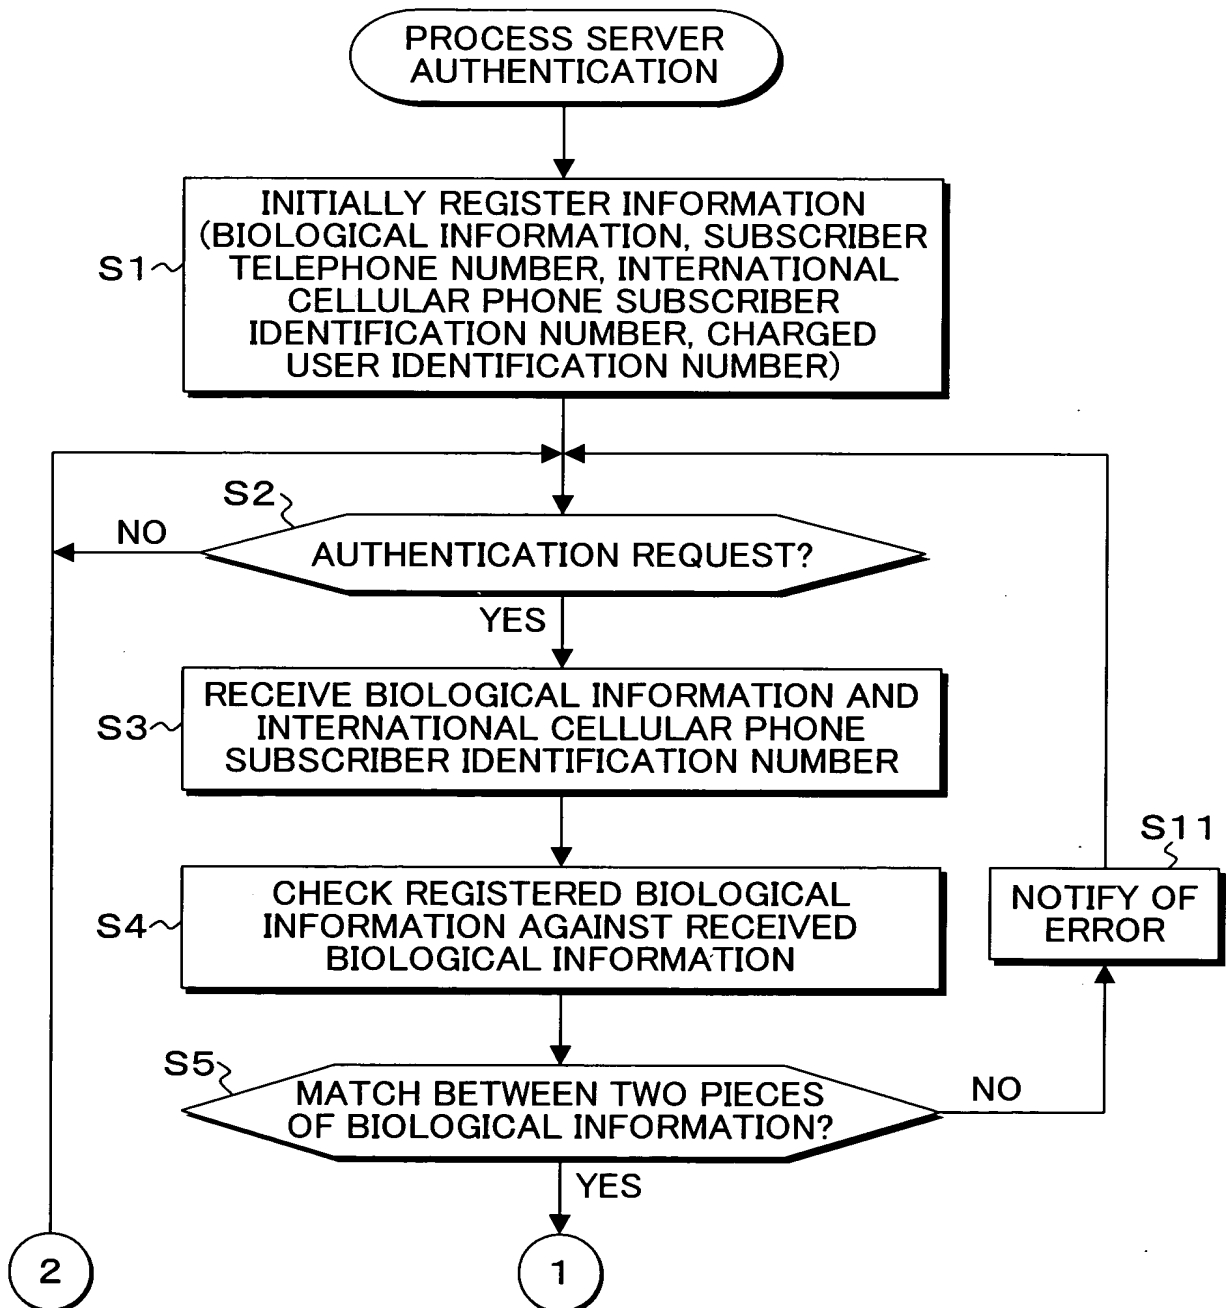 PROCESS SERVER
AUTHENTICATION
INITIALLY REGISTER INFORMATION
(BIOLOGICAL INFORMATION, SUBSCRIBER
TELEPHONE NUMBER, INTERNATIONAL
CELLULAR PHONE SUBSCRIBER
IDENTIFICATION NUMBER, CHARGED
USER IDENTIFICATION NUMBER)
S1
S2
NO
AUTHENTICATION REQUEST?
YES
RECEIVE BIOLOGICAL INFORMATION AND
INTERNATIONAL CELLULAR PHONE
SUBSCRIBER IDENTIFICATION NUMBER
S3
S11
NOTIFY OF
ERROR
CHECK REGISTERED BIOLOGICAL
INFORMATION AGAINST RECEIVED
BIOLOGICAL INFORMATION
S4
S5
MATCH BETWEEN TWO PIECES
OF BIOLOGICAL INFORMATION?
NO
YES
2
1